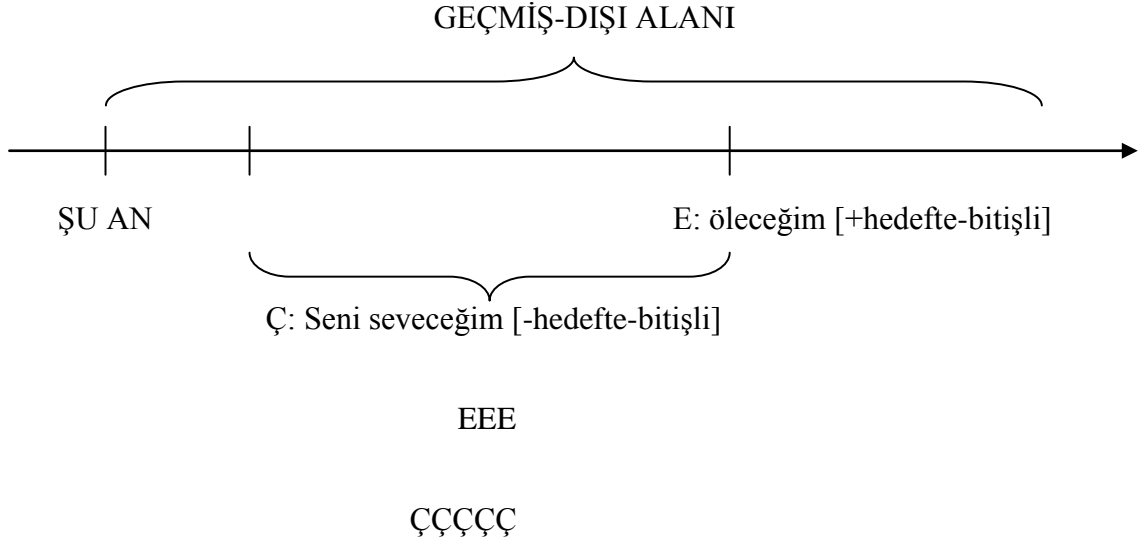 GEÇMİŞ-DIŞI ALANI
ŞU AN
E: öleceğim [+hedefte-bitişli]
Ç: Seni seveceğim [-hedefte-bitişli]
EEE
ÇÇÇÇÇ